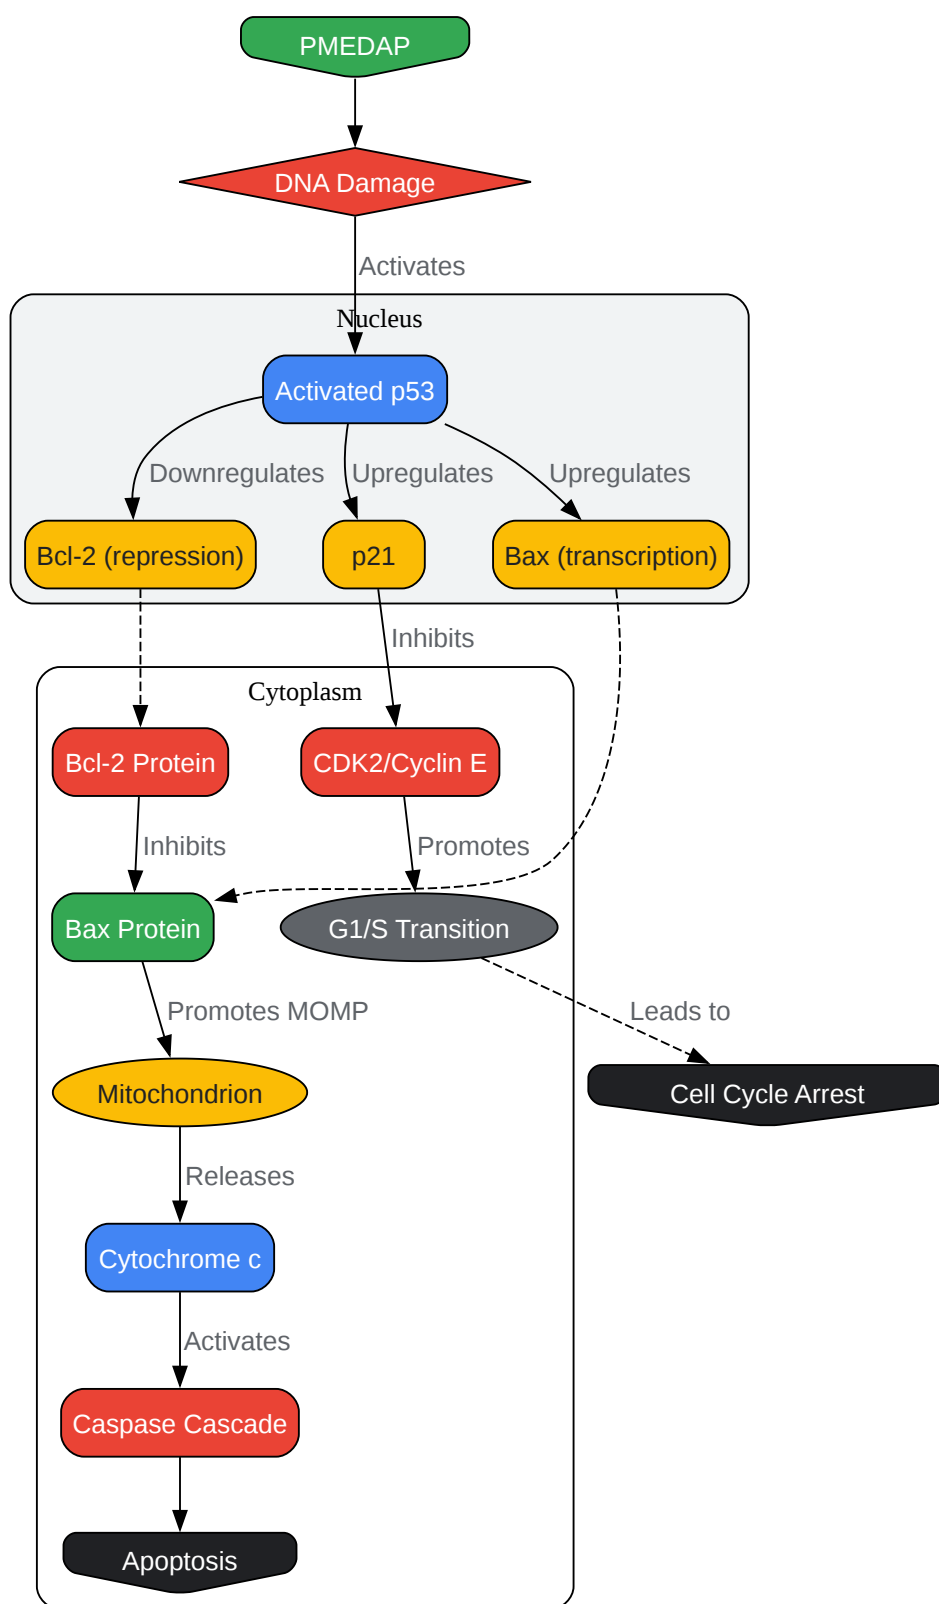 PMEDAP
DNA Damage
Activates
Nucleus
Activated p53
Downregulates
Upregulates
Upregulates
Bcl-2 (repression)
p21
Bax (transcription)
Inhibits
Cytoplasm
Bcl-2 Protein
CDK2/Cyclin E
Inhibits
Promotes
Bax Protein
G1/S Transition
Promotes MOMP
Leads to
Mitochondrion
Cell Cycle Arrest
Releases
Cytochrome c
Activates
Caspase Cascade
Apoptosis